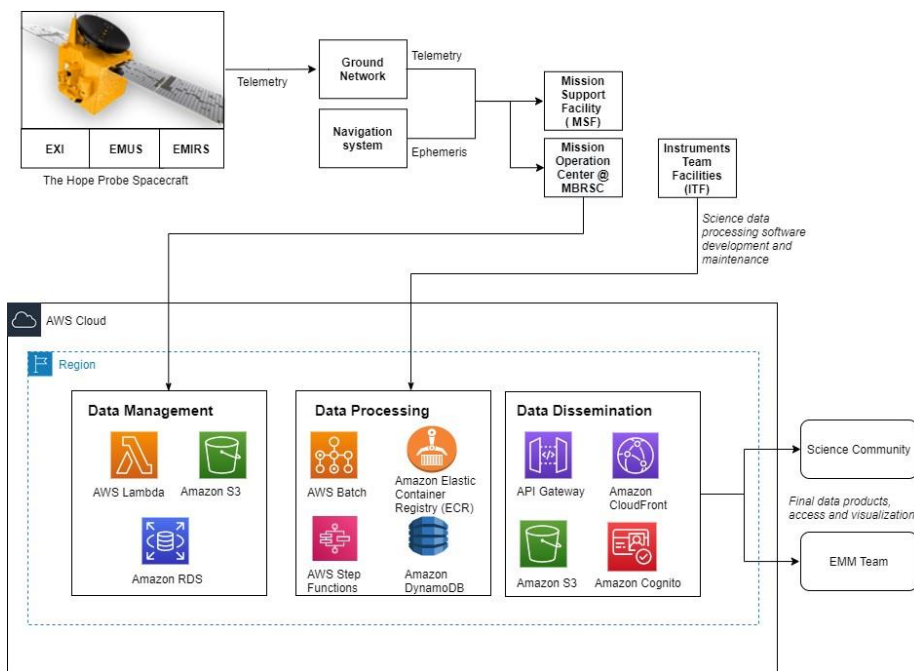 EXI
EMUS
EMIRS
The Hope Probe Spacecraft
Telemetry
Ground
Network
Telemetry
Navigation
system
Ephemeris
Mission
Support
Facility
( MSF)
Mission
Operation
Center @
MBRSC
Instruments
Team
Facilities
(ITF)
Science data
processing software
development and
maintenance
AWS Cloud
Region
Data Management
AWS Lambda
Amazon S3
Amazon RDS
Data Processing
AWS Batch
Amazon Elastic
Container
Registry (ECR)
AWS Step
Functions
Amazon
DynamoDB
Data Dissemination
API Gateway
Amazon
CloudFront
Amazon S3
Amazon Cognito
Science Community
Final data products,
access and visualization
EMM Team